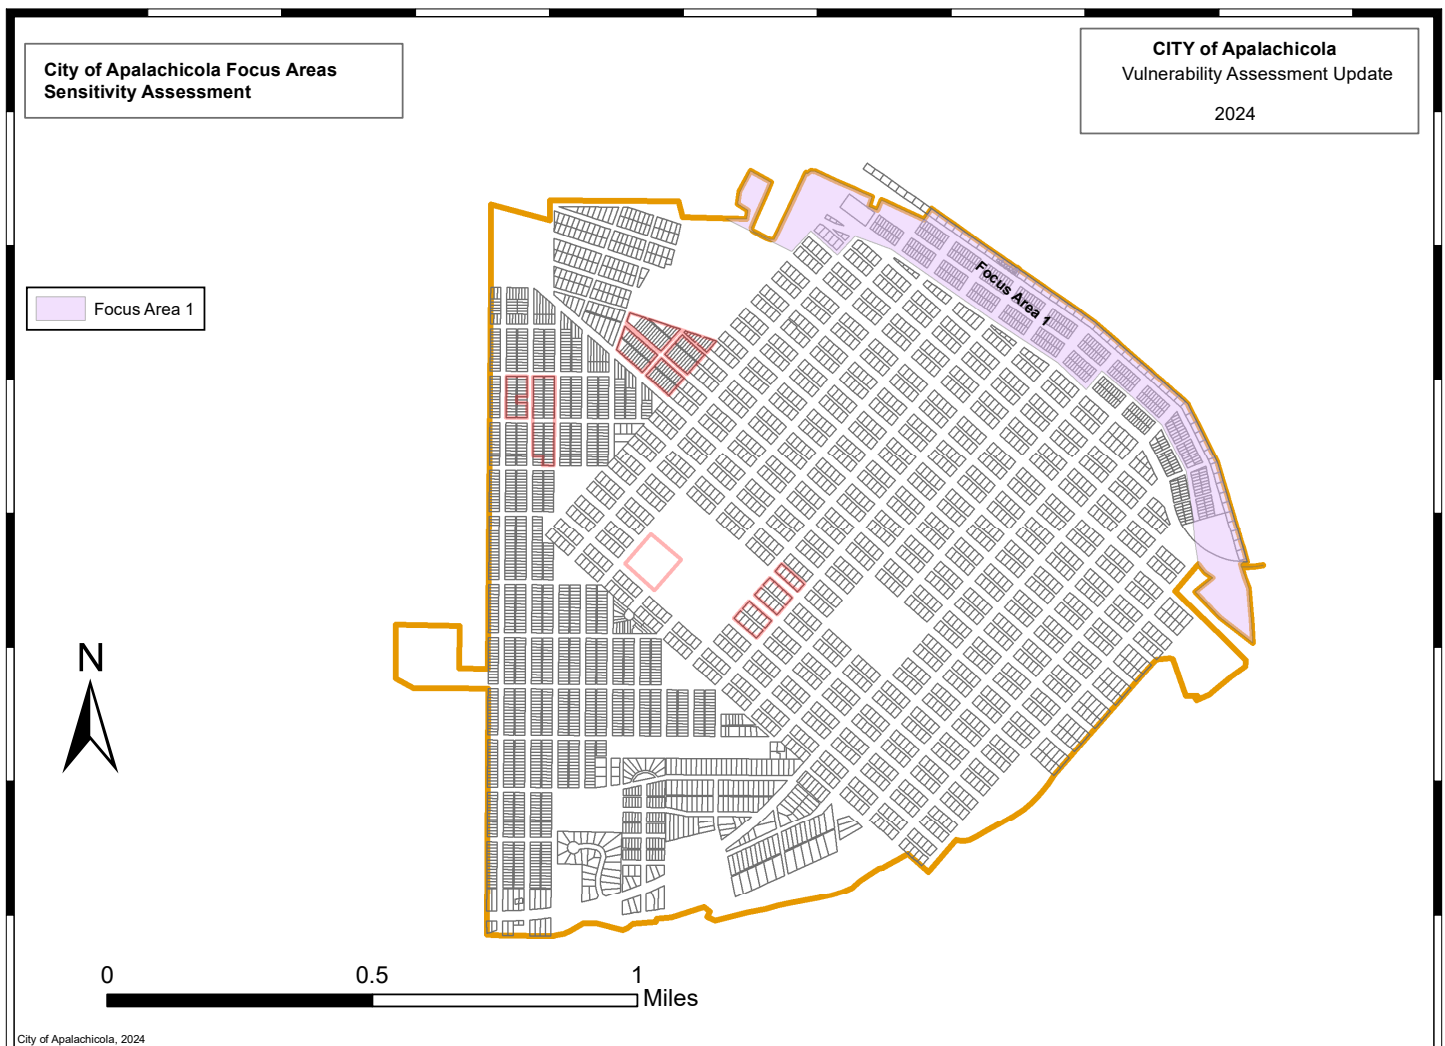 City of Apalachicola Focus Areas
Sensitivity Assessment
CITY of Apalachicola
Vulnerability Assessment Update
2024
Focus Area 1
Focus Area 1
N
0
0.5
1
Miles
City of Apalachicola, 2024